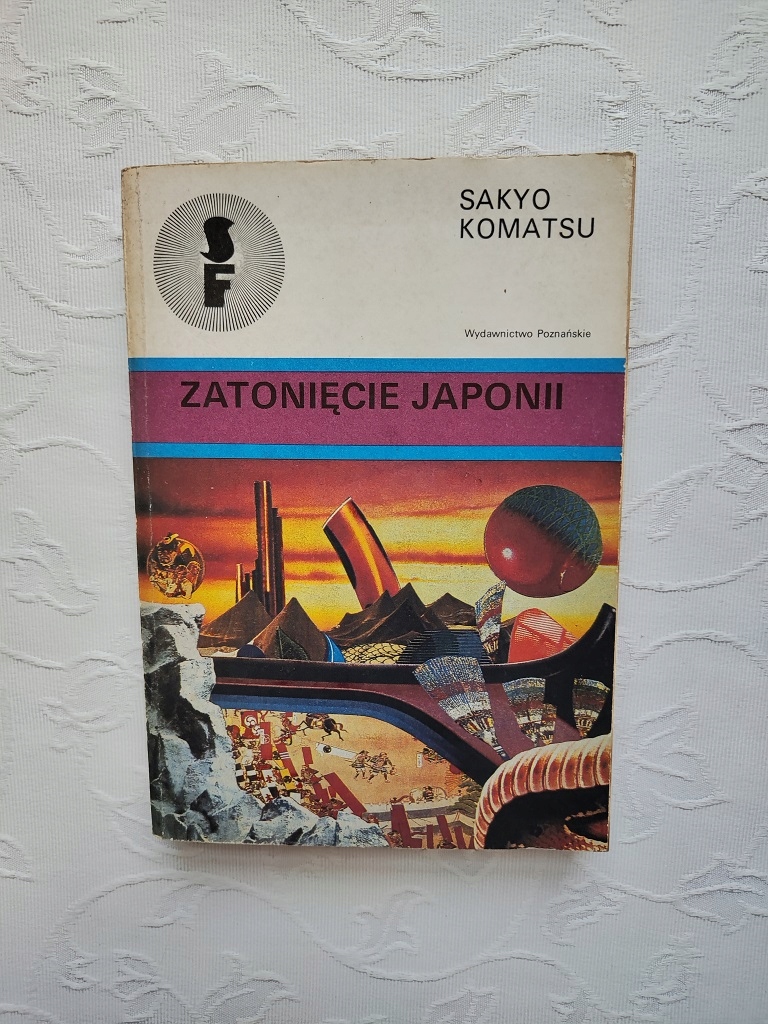 SF
SAKYO
KOMATSU
Wydawnictwo Poznańskie
ZATONIĘCIE JAPONII